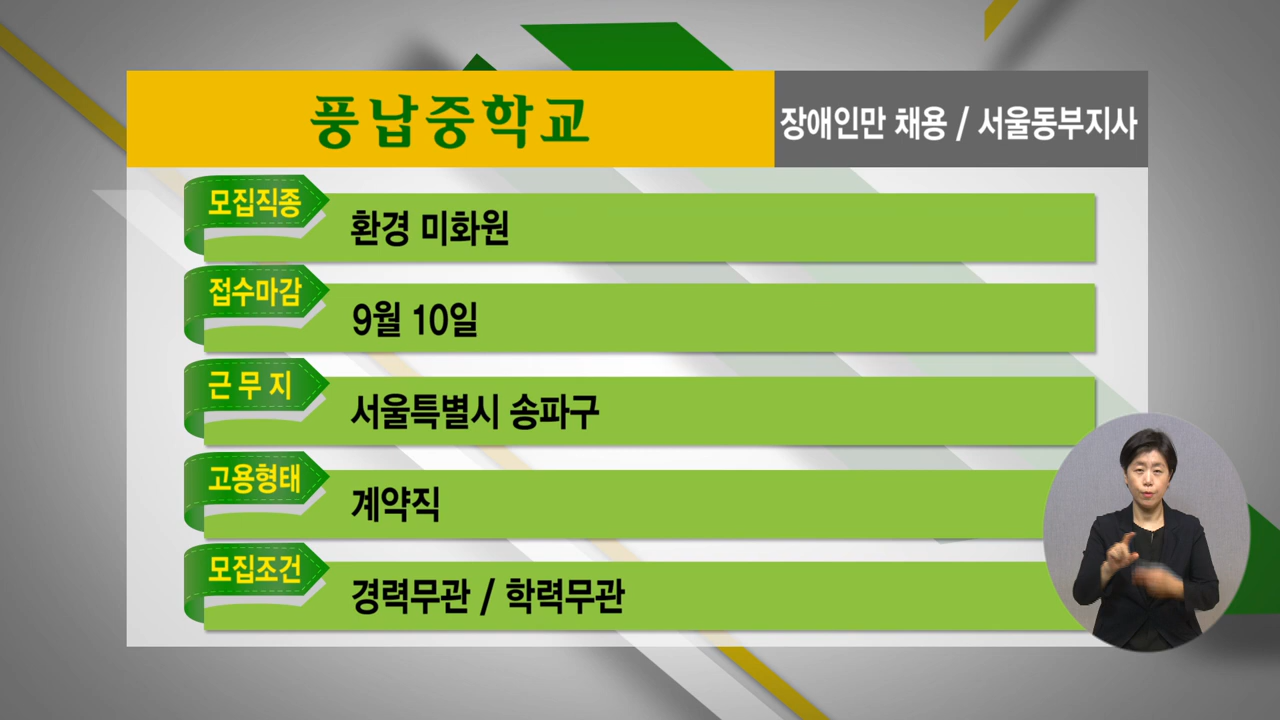 풍납중학교
장애인만 채용 / 서울동부지사
모집직종
환경 미화원
접수마감
9월 10일
근 무 지
서울특별시 송파구
고용형태
계약직
모집조건
경력무관 / 학력무관